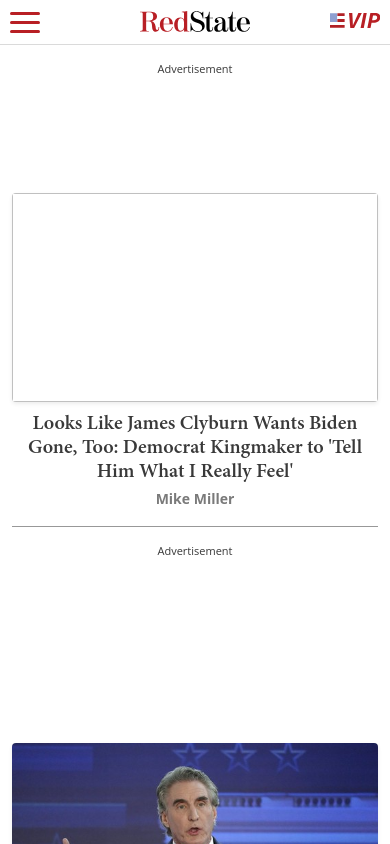 RedState
VIP
Advertisement
Looks Like James Clyburn Wants Biden
Gone, Too: Democrat Kingmaker to 'Tell
Him What I Really Feel'
Mike Miller
Advertisement